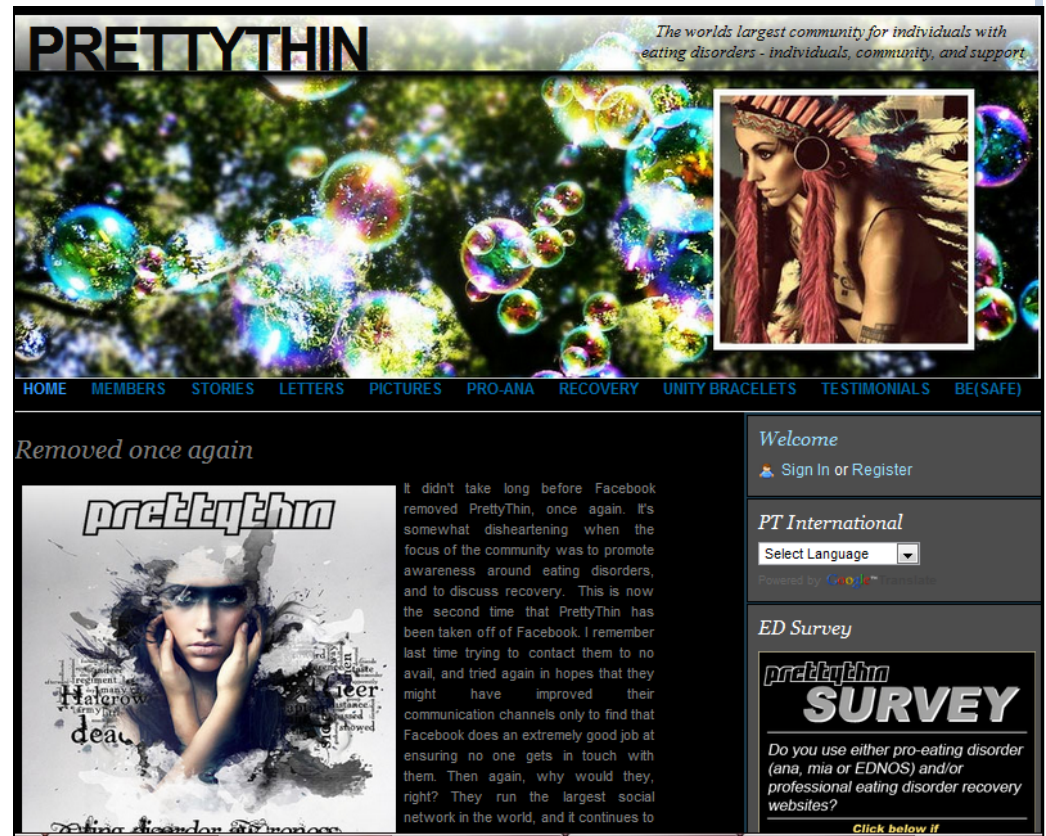 PRETTYTHIN
The worlds largest community for individuals with
eating disorders - individuals, community, and support
HOME MEMBERS STORIES LETTERS PICTURES PRO-ANA RECOVERY UNITY BRACELETS TESTIMONIALS BE(SAFE)
Removed once again
prettythin
It didn't take long before Facebook
removed PrettyThin, once again. It's
somewhat disheartening when the
focus of the community was to promote
awareness around eating disorders,
and to discuss recovery. This is now
the second time that PrettyThin has
been taken off of Facebook. I remember
last time trying to contact them to no
avail, and tried again in hopes that they
might have improved their
communication channels only to find that
Facebook does an extremely good job at
ensuring no one gets in touch with
them. Then again, why would they,
right? They run the largest social
network in the world, and it continues to
Welcome
Sign In or Register
PT International
Select Language
Powered by Google™ Translate
ED Survey
prettythin
SURVEY
Do you use either pro-eating disorder
(ana, mia or EDNOS) and/or
professional eating disorder recovery
websites?
Click below if